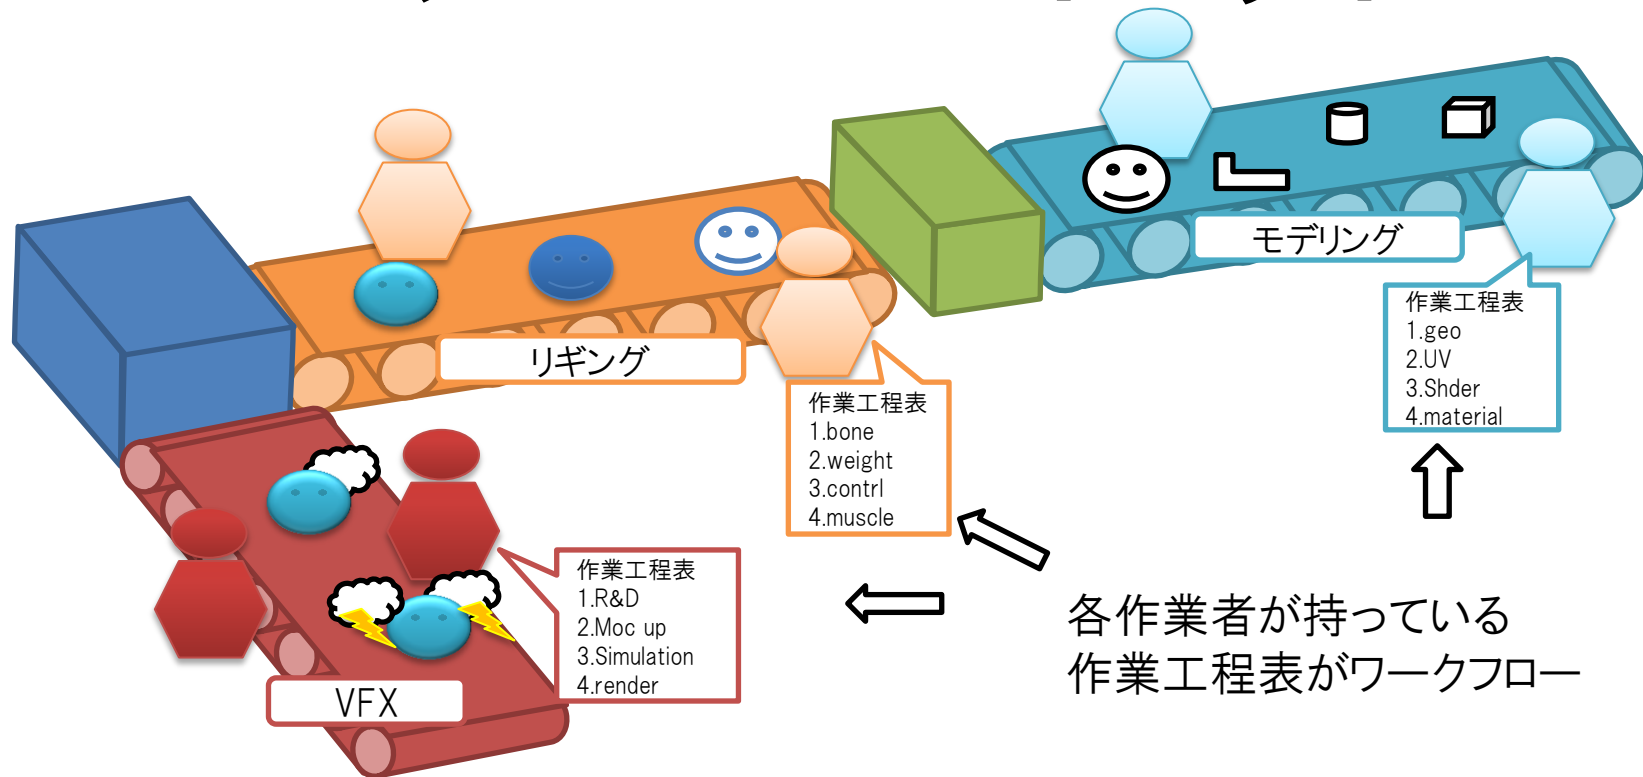 モデリング
作業工程表
1.geo
2.UV
3.Shder
4.material
リギング
作業工程表
1.bone
2.weight
3.contrl
4.muscle
作業工程表
1.R&D
2.Moc up
3.Simulation
4.render
VFX
各作業者が持っている
作業工程表がワークフロー